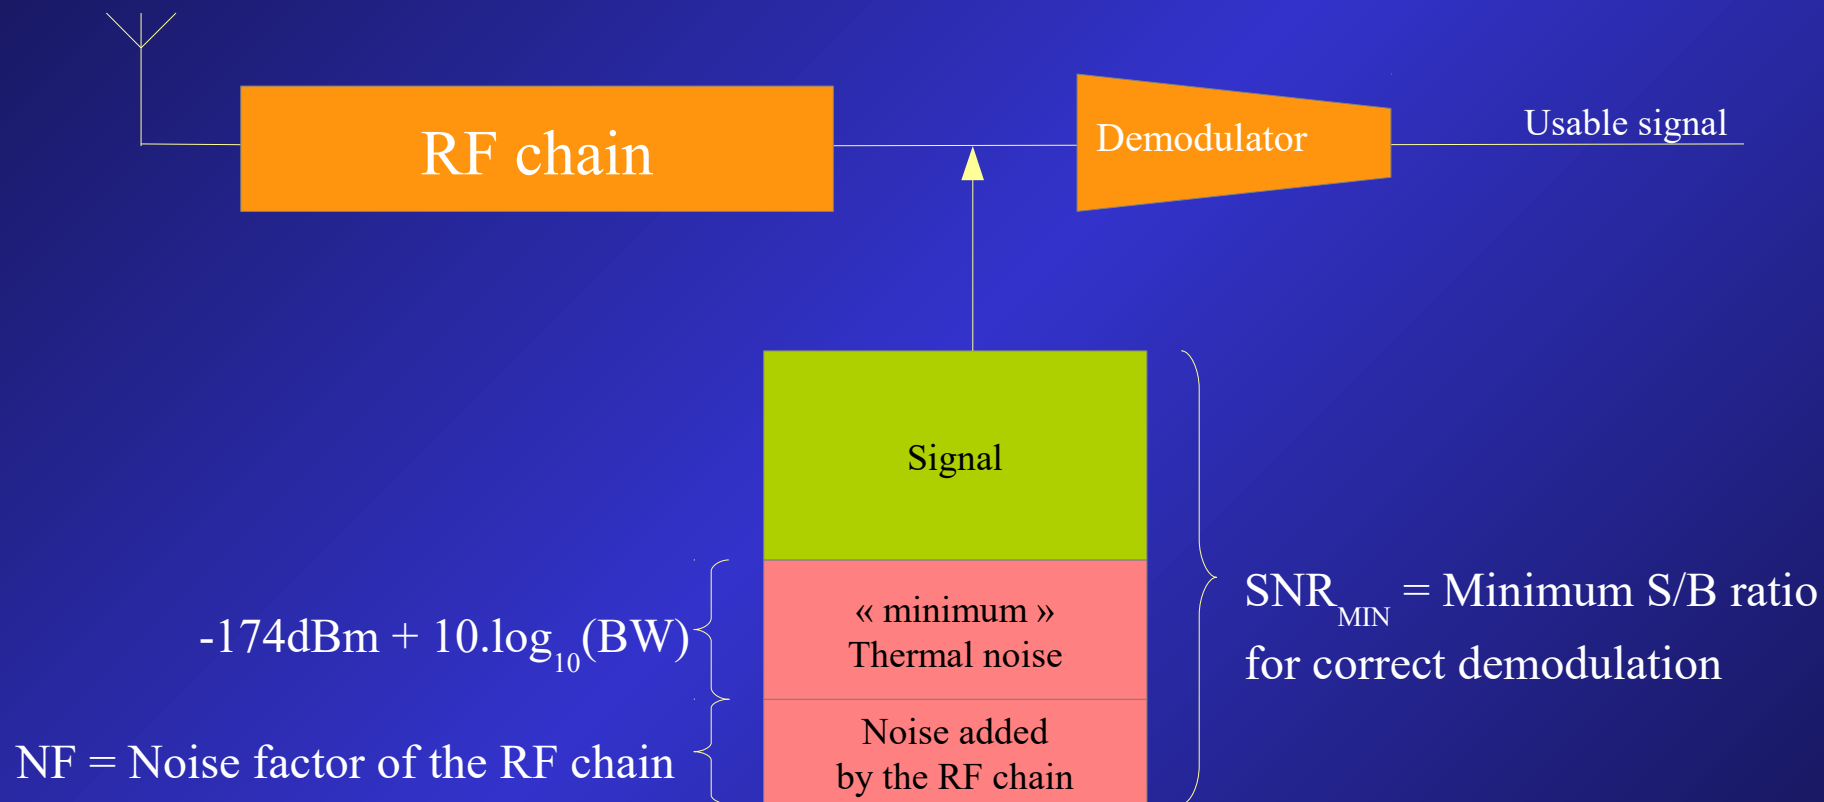 RF chain
Demodulator
Usable signal
Signal
-174dBm + 10.log10(BW)
« minimum »
Thermal noise
SNRMIN = Minimum S/B ratio
for correct demodulation
NF = Noise factor of the RF chain
Noise added
by the RF chain